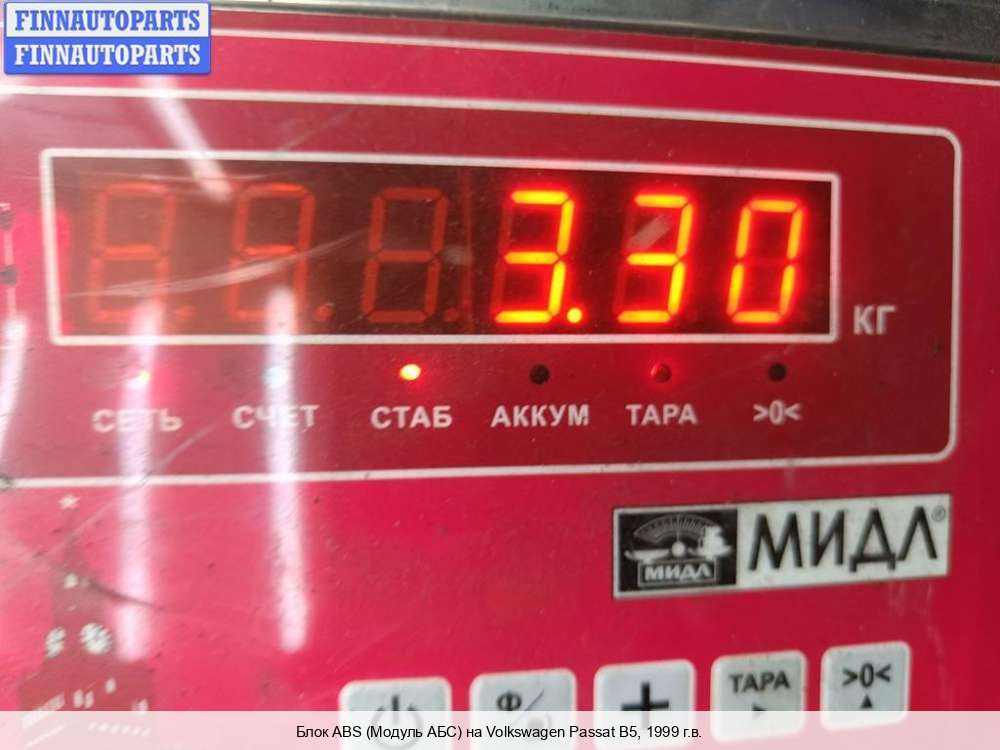 FINNAUTOPARTS
FINNAUTOPARTS
3.30
КГ
СЕТЬ СЧЕТ СТАБ АККУМ ТАРА >0<
МИДЛ МИДЛ®
Ф + ТАРА >0<
Блок ABS (Модуль АБС) на Volkswagen Passat B5, 1999 г.в.